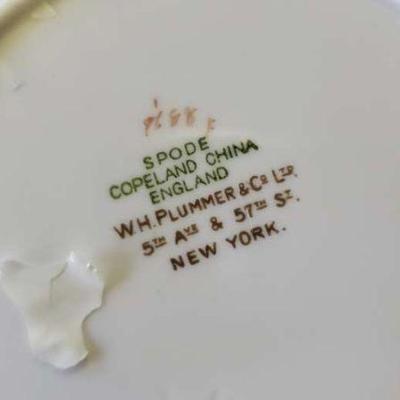 SPODE
COPELAND CHINA
ENGLAND
W.H.PLUMMER & Co LTD.
5TH AVE & 57TH ST.
NEW YORK.